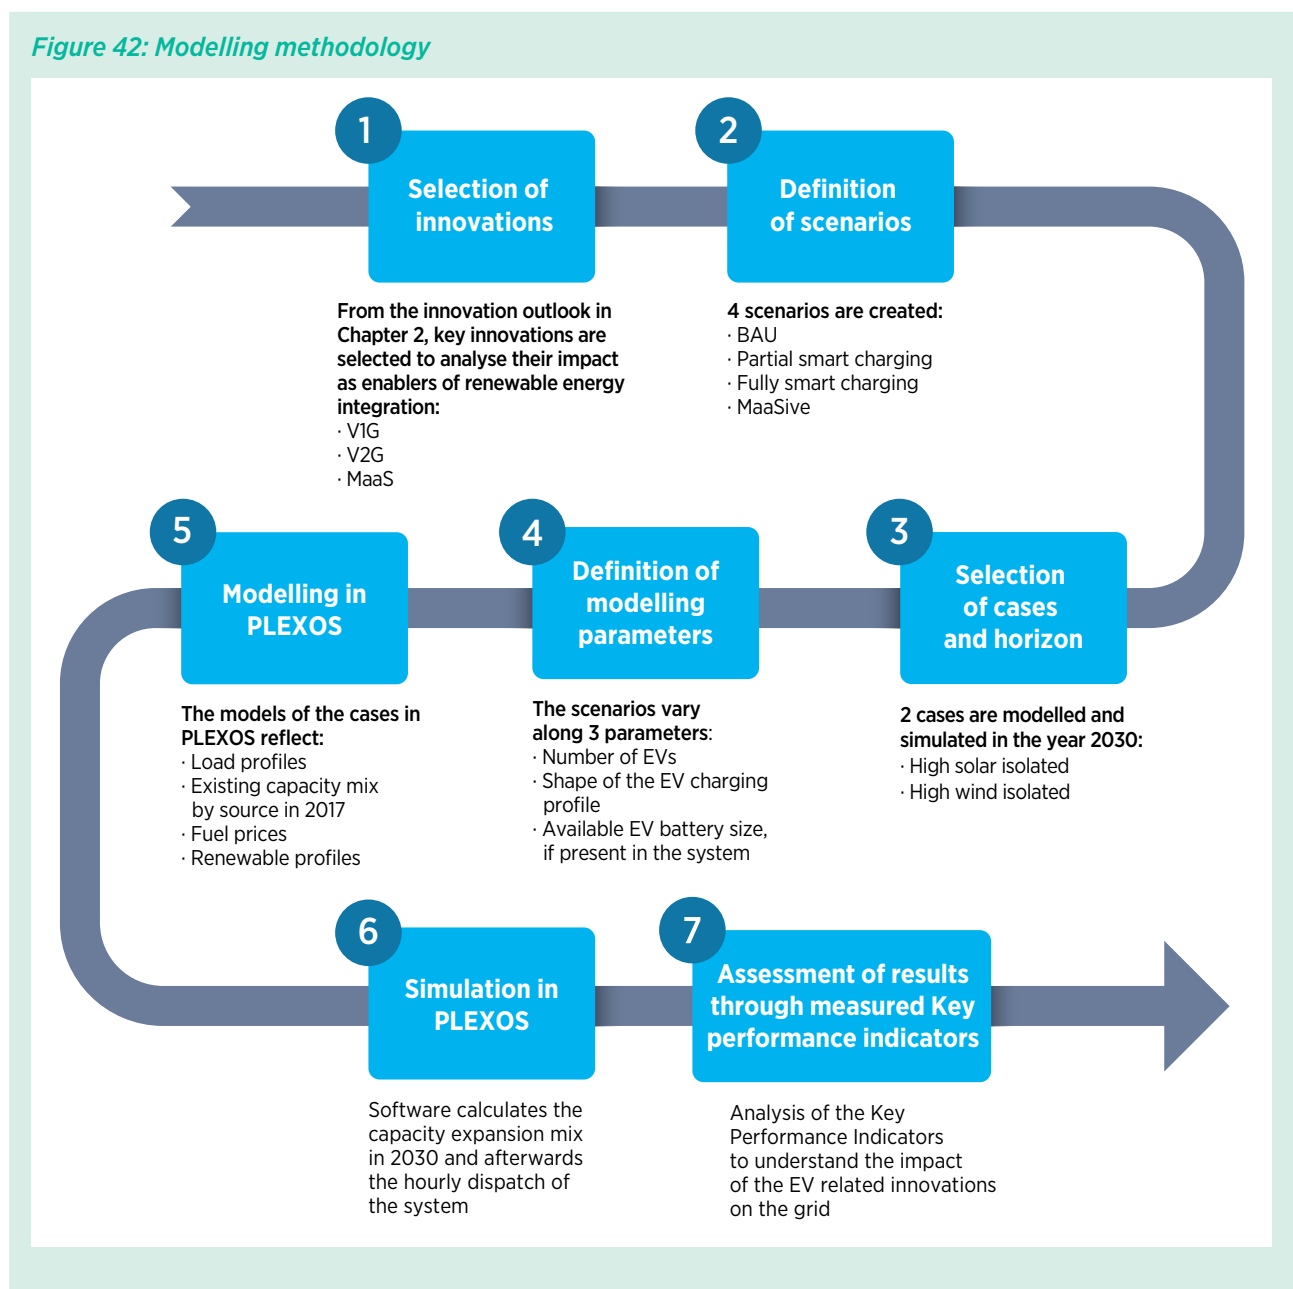 Figure 42: Modelling methodology
1
Selection of
innovations
From the innovation outlook in
Chapter 2, key innovations are
selected to analyse their impact
as enablers of renewable energy
integration:
· V1G
· V2G
· MaaS
2
Definition
of scenarios
4 scenarios are created:
· BAU
· Partial smart charging
· Fully smart charging
· MaaSive
3
Selection
of cases
and horizon
2 cases are modelled and
simulated in the year 2030:
· High solar isolated
· High wind isolated
4
Definition of
modelling
parameters
The scenarios vary
along 3 parameters:
· Number of EVs
· Shape of the EV charging
profile
· Available EV battery size,
if present in the system
5
Modelling in
PLEXOS
The models of the cases in
PLEXOS reflect:
· Load profiles
· Existing capacity mix
by source in 2017
· Fuel prices
· Renewable profiles
6
Simulation in
PLEXOS
Software calculates the
capacity expansion mix
in 2030 and afterwards
the hourly dispatch of
the system
7
Assessment of results
through measured Key
performance indicators
Analysis of the Key
Performance Indicators
to understand the impact
of the EV related innovations
on the grid